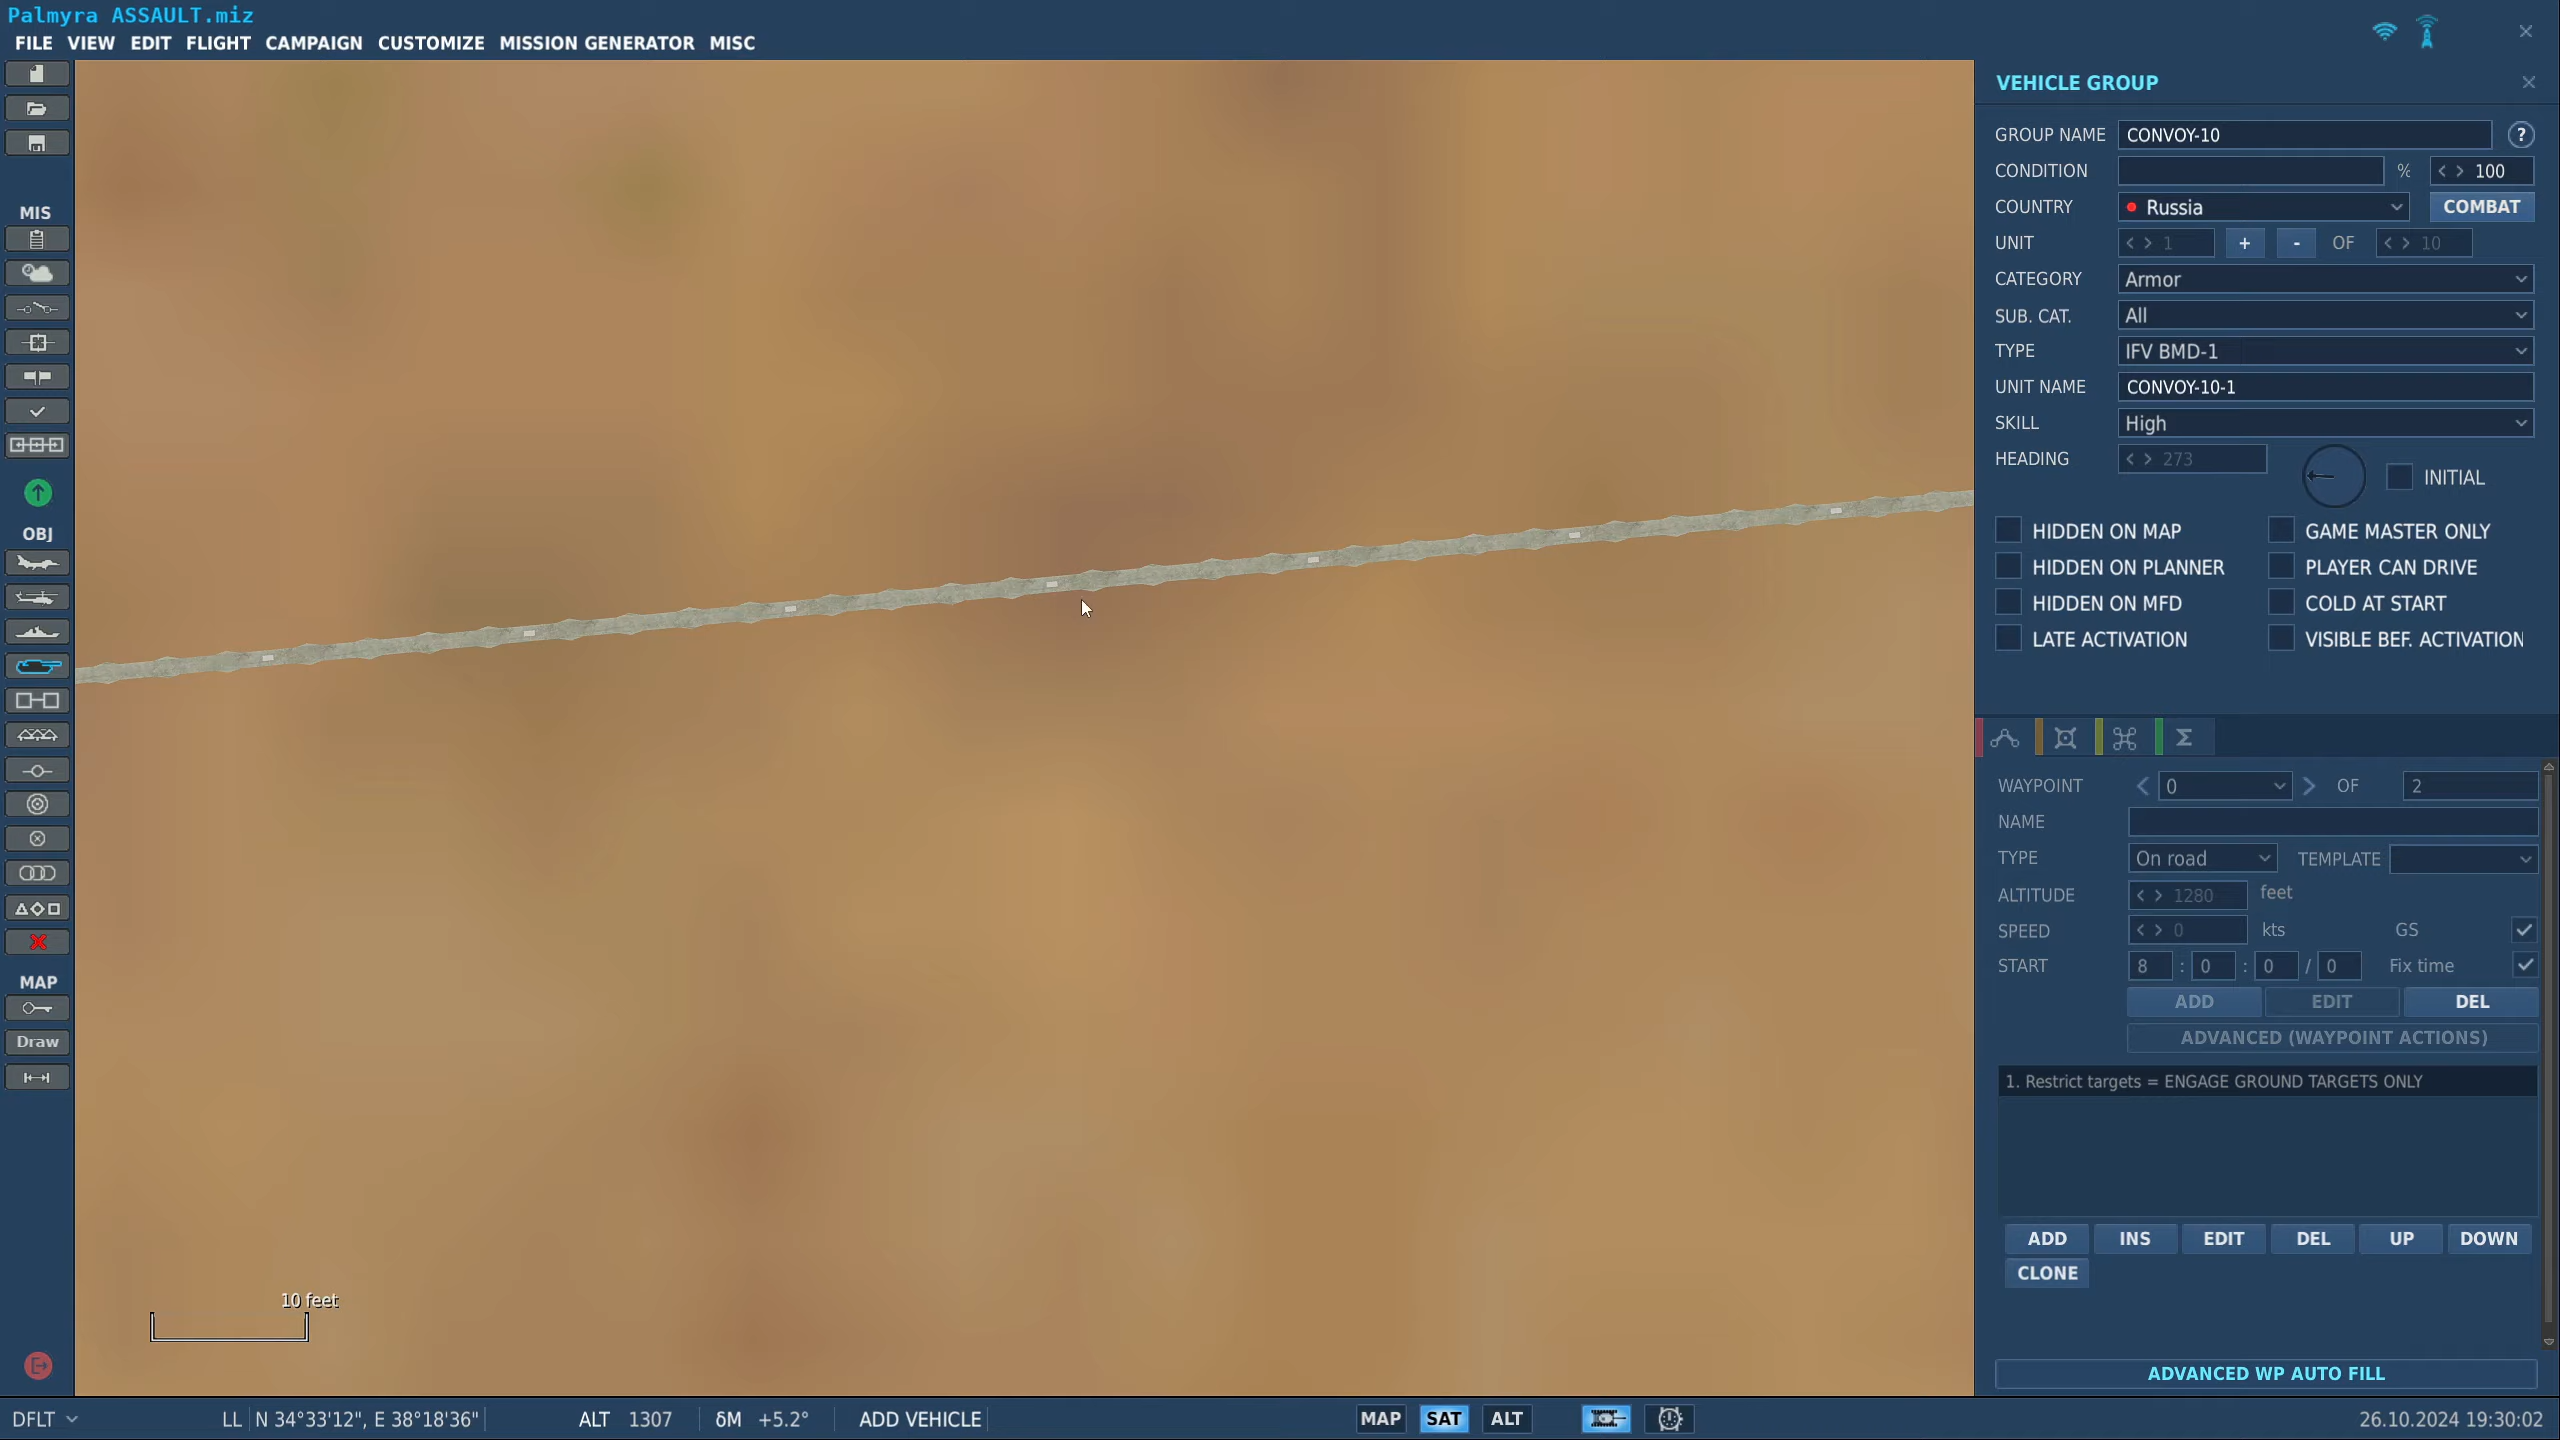 Palmyra ASSAULT.miz
FILE VIEW EDIT FLIGHT CAMPAIGN CUSTOMIZE MISSION GENERATOR MISC
MIS
OBJ
MAP
Draw
10 feet
VEHICLE GROUP
GROUP NAME CONVOY-10 ?
CONDITION % < > 100
COUNTRY Russia COMBAT
UNIT < > 1 + - OF < > 10
CATEGORY Armor
SUB. CAT. All
TYPE IFV BMD-1
UNIT NAME CONVOY-10-1
SKILL High
HEADING < > 273 INITIAL
HIDDEN ON MAP GAME MASTER ONLY
HIDDEN ON PLANNER PLAYER CAN DRIVE
HIDDEN ON MFD COLD AT START
LATE ACTIVATION VISIBLE BEF. ACTIVATION
Σ
WAYPOINT < 0 > OF 2
NAME
TYPE On road TEMPLATE
ALTITUDE < > 1280 feet
SPEED < > 0 kts GS
START 8 : 0 : 0 / 0 Fix time
ADD EDIT DEL
ADVANCED (WAYPOINT ACTIONS)
1. Restrict targets = ENGAGE GROUND TARGETS ONLY
ADD INS EDIT DEL UP DOWN
CLONE
ADVANCED WP AUTO FILL
DFLT LL N 34°33'12", E 38°18'36" ALT 1307 δM +5.2° ADD VEHICLE MAP SAT ALT 26.10.2024 19:30:02